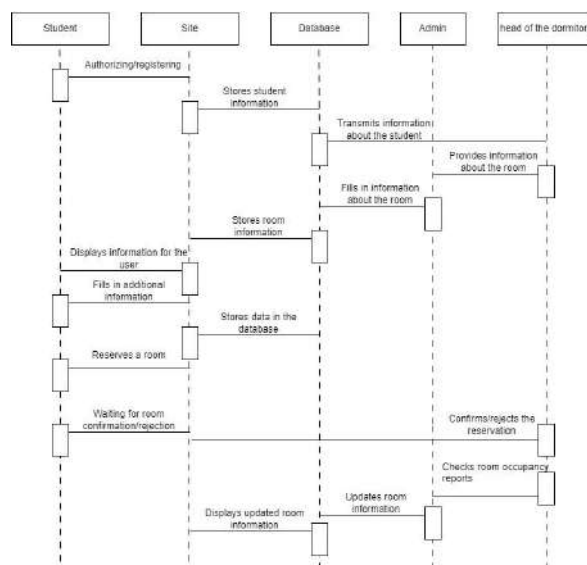 Student
Site
Database
Admin
head of the dormitor
Authorizing/registering
Stores student
information
Transmits information
about the student
Provides information
about the room
Fills in information
about the room
Stores room
information
Displays information for the
user
Fills in additional
information
Stores data in the
database
Reserves a room
Waiting for room
confirmation/rejection
Confirms/rejects the
reservation
Checks room occupancy
reports
Updates room
information
Displays updated room
information